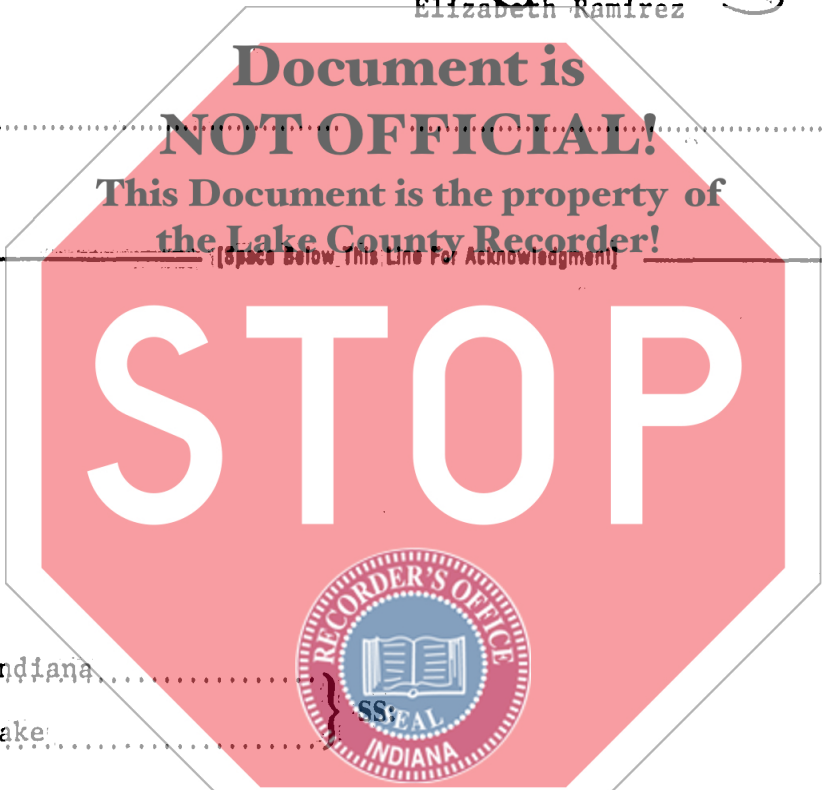 Elizabeth Ramirez
Document is
NOT OFFICIAL!
This Document is the property of
the Lake County Recorder!
[Space Below This Line For Acknowledgment]
STOP
RECORDER'S OFFICE
SEAL
INDIANA
ndiana
SS:
ake